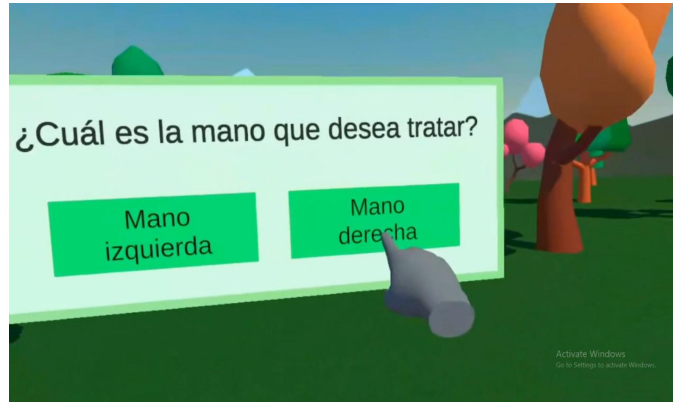 ¿Cuál es la mano que desea tratar?
Mano
izquierda
Mano
derecha
Activate Windows
Go to Settings to activate Windows.